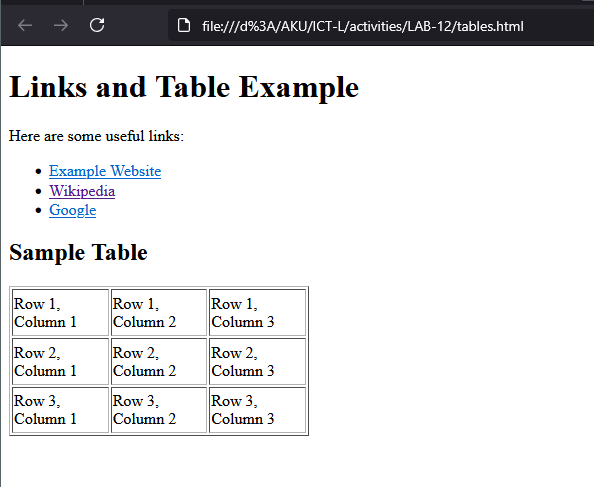 file:///d%3A/AKU/ICT-L/activities/LAB-12/tables.html
Links and Table Example
Here are some useful links:
Example Website
Wikipedia
Google
Sample Table
Row 1, Row 1, Row 1,
Column 1 Column 2 Column 3
Row 2, Row 2, Row 2,
Column 1 Column 2 Column 3
Row 3, Row 3, Row 3,
Column 1 Column 2 Column 3